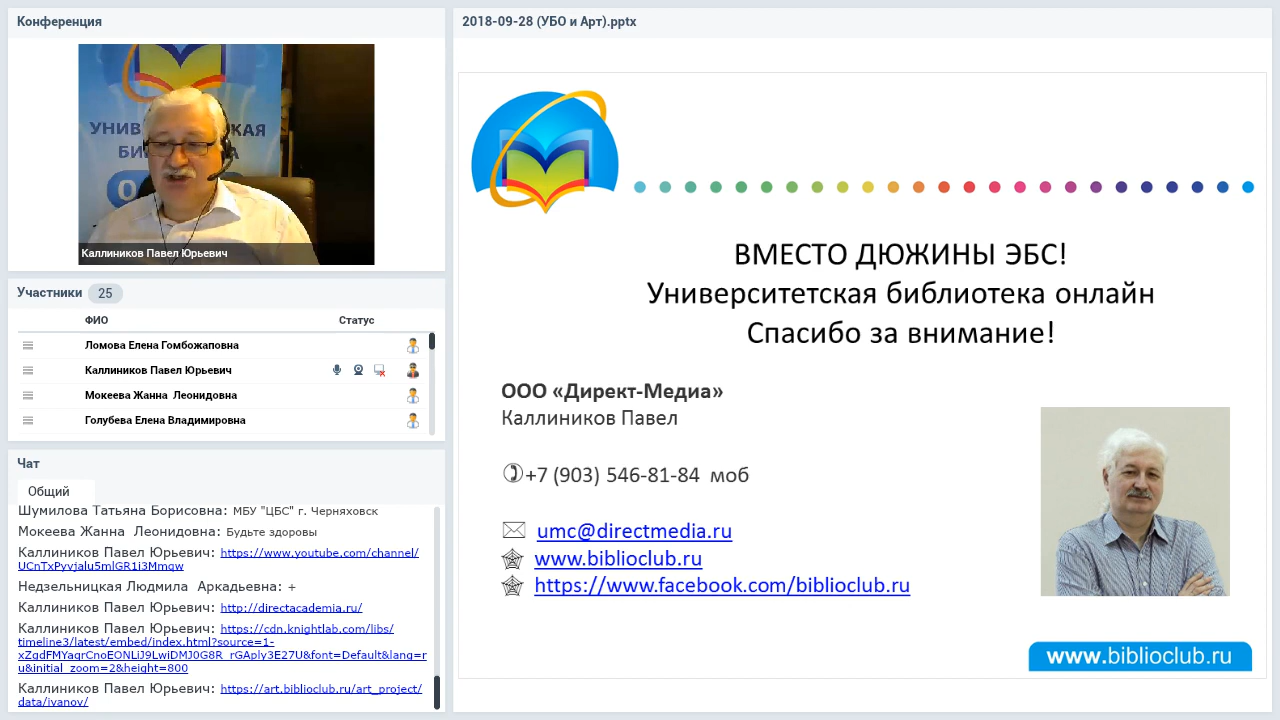 Конференция
УНИВ
СКАЯ
БИ
Каллиников Павел Юрьевич
Участники 25
ФИО Статус
Ломова Елена Гомбожаповна
Каллиников Павел Юрьевич
Мокеева Жанна Леонидовна
Голубева Елена Владимировна
Чат
Общий
Шумилова Татьяна Борисовна: МБУ "ЦБС" г. Черняховск
Мокеева Жанна Леонидовна: Будьте здоровы
Каллиников Павел Юрьевич: https://www.youtube.com/channel/
UCnTxPyvjalu5mlGR1i3Mmqw
Недзельницкая Людмила Аркадьевна: +
Каллиников Павел Юрьевич: http://directacademia.ru/
Каллиников Павел Юрьевич: https://cdn.knightlab.com/libs/
timeline3/latest/embed/index.html?source=1-
xZgdFMYaqrCnoEONLiJ9LwiDMJ0G8R_rGAply3E27U&font=Default&lang=r
u&initial_zoom=2&height=800
Каллиников Павел Юрьевич: https://art.biblioclub.ru/art_project/
data/ivanov/
2018-09-28 (УБО и Арт).pptx
ВМЕСТО ДЮЖИНЫ ЭБС!
Университетская библиотека онлайн
Спасибо за внимание!
ООО «Директ-Медиа»
Каллиников Павел
+7 (903) 546-81-84 моб
umc@directmedia.ru
www.biblioclub.ru
https://www.facebook.com/biblioclub.ru
www.biblioclub.ru